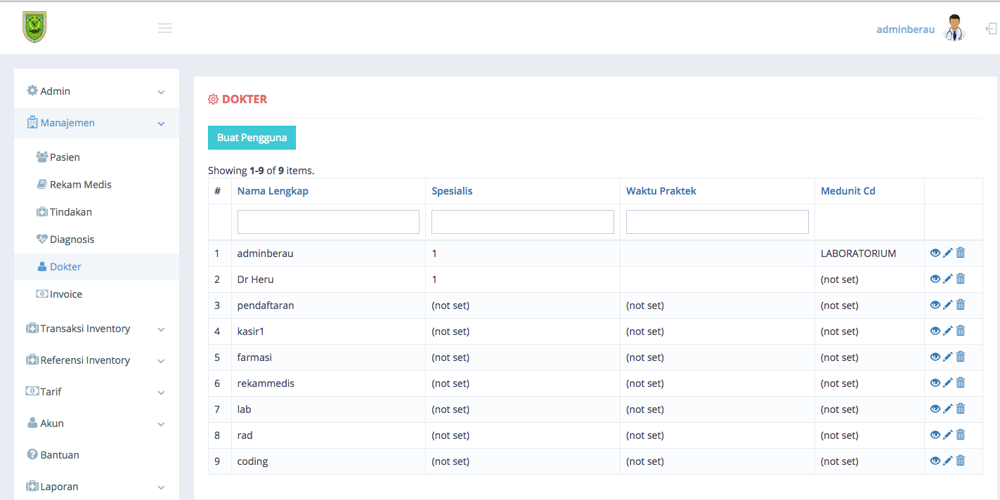 adminberau
Admin
Manajemen
Pasien
Rekam Medis
Tindakan
Diagnosis
Dokter
Invoice
Transaksi Inventory
Referensi Inventory
Tarif
Akun
Bantuan
Laporan
DOKTER
Buat Pengguna
Showing 1-9 of 9 items.
# Nama Lengkap Spesialis Waktu Praktek Medunit Cd
1 adminberau 1 LABORATORIUM
2 Dr Heru 1 (not set)
3 pendaftaran (not set) (not set) (not set)
4 kasir1 (not set) (not set) (not set)
5 farmasi (not set) (not set) (not set)
6 rekammedis (not set) (not set) (not set)
7 lab (not set) (not set) (not set)
8 rad (not set) (not set) (not set)
9 coding (not set) (not set) (not set)